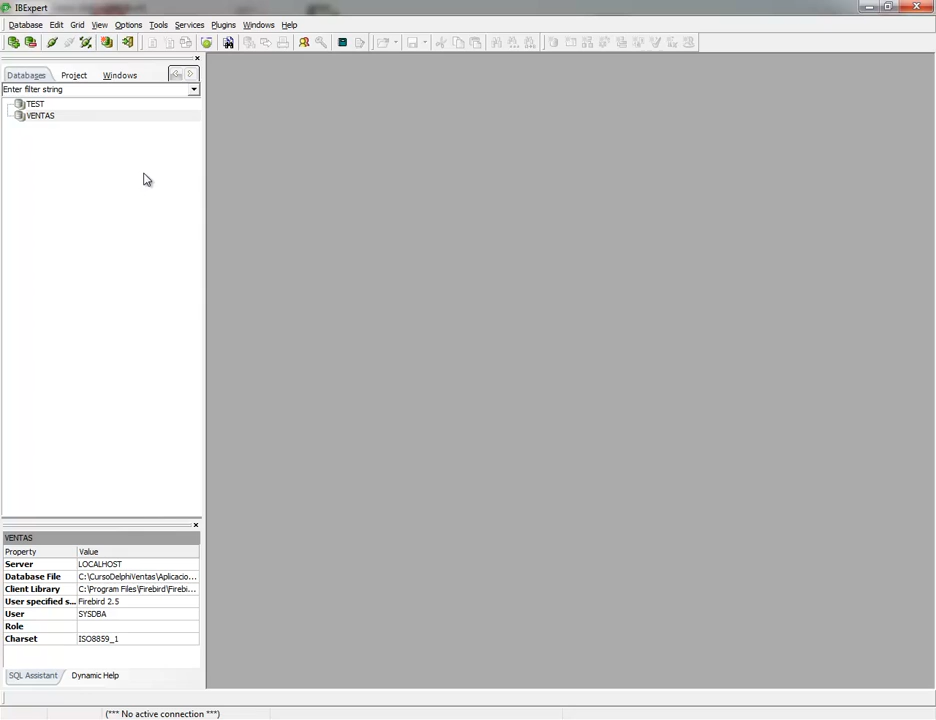 IBExpert
Database Edit Grid View Options Tools Services Plugins Windows Help
Databases Project Windows
Enter filter string
TEST
VENTAS
VENTAS
Property Value
Server LOCALHOST
Database File C:\CursoDelphiVentas\Aplicacio...
Client Library C:\Program Files\Firebird\Firebi...
User specified s... Firebird 2.5
User SYSDBA
Role
Charset ISO8859_1
SQL Assistant Dynamic Help
(*** No active connection ***)